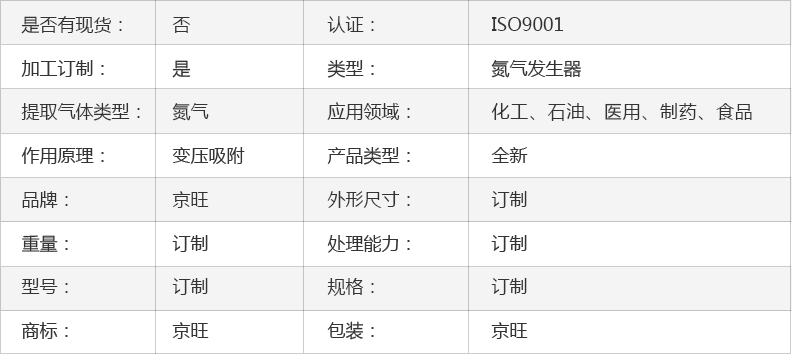 是否有现货： 否 认证： ISO9001
加工订制： 是 类型： 氮气发生器
提取气体类型： 氮气 应用领域： 化工、石油、医用、制药、食品
作用原理： 变压吸附 产品类型： 全新
品牌： 京旺 外形尺寸： 订制
重量： 订制 处理能力： 订制
型号： 订制 规格： 订制
商标： 京旺 包装： 京旺